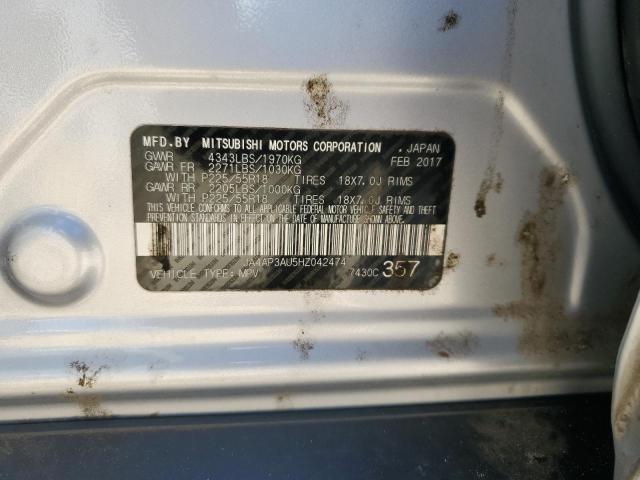 MFD.BY MITSUBISHI MOTORS CORPORATION , JAPAN
GVWR 4343LBS/1970KG FEB 2017
GAWR FR 2271LBS/1030KG
WITH P225/55R18 TIRES 18X7.0J RIMS
GAWR RR 2205LBS/1000KG
WITH P225/55R18 TIRES 18X7.0J RIMS
THIS VEHICLE CONFORMS TO ALL APPLICABLE FEDERAL MOTOR VEHICLE SAFETY AND THEFT
PREVENTION STANDARDS IN EFFECT ON THE DATE OF MANUFACTURE SHOWN ABOVE.
JA4AP3AU5HZ042474
VEHICLE TYPE: MPV 7430C 357